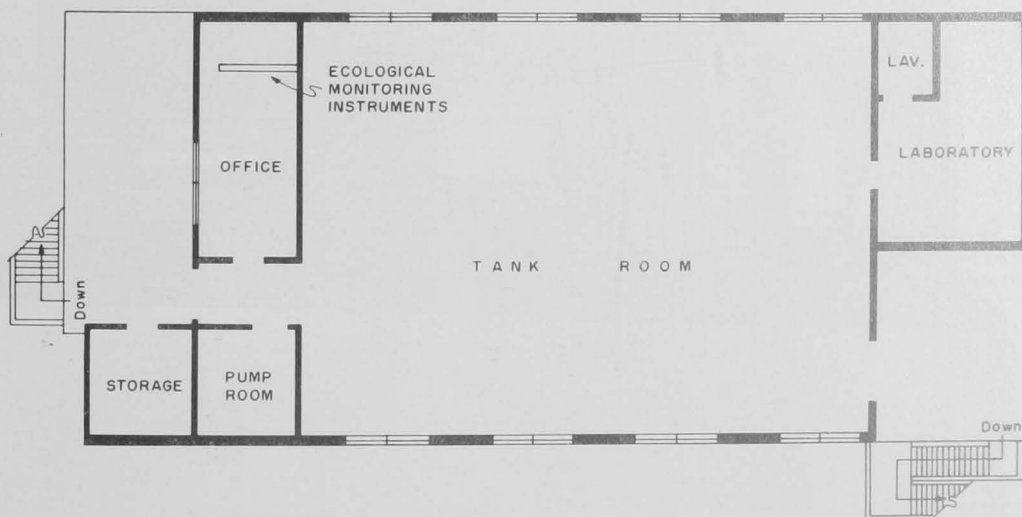 ECOLOGICAL
MONITORING
INSTRUMENTS
LAV.
OFFICE
LABORATORY
TANK ROOM
Down
STORAGE
PUMP
ROOM
Down